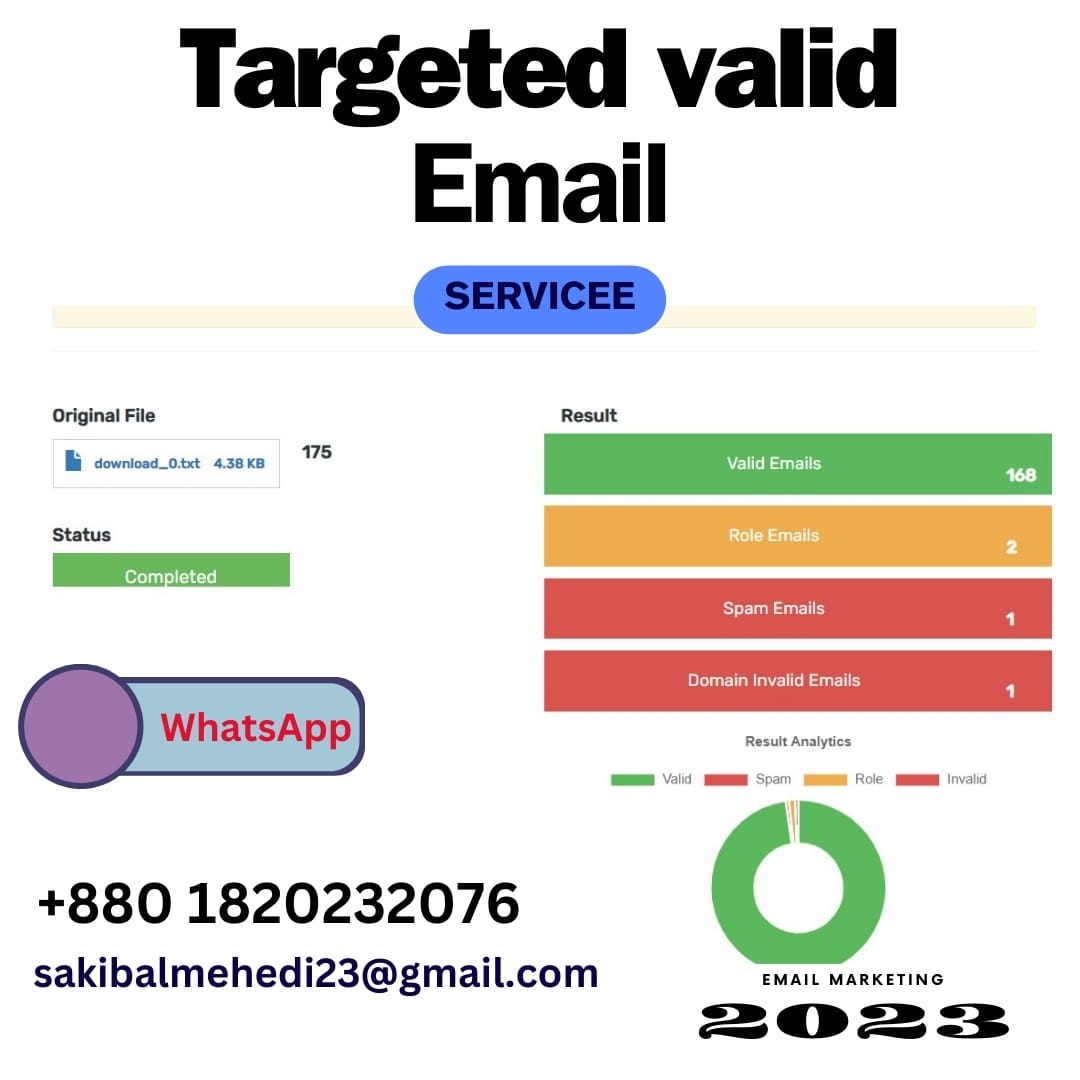 Targeted valid
Email
SERVICEE
Original File
download_0.txt 4.38 KB
175
Status
Completed
Result
Valid Emails 168
Role Emails 2
Spam Emails 1
Domain Invalid Emails 1
Result Analytics
Valid Spam Role Invalid
WhatsApp
+880 1820232076
sakibalmehedi23@gmail.com
EMAIL MARKETING
2023